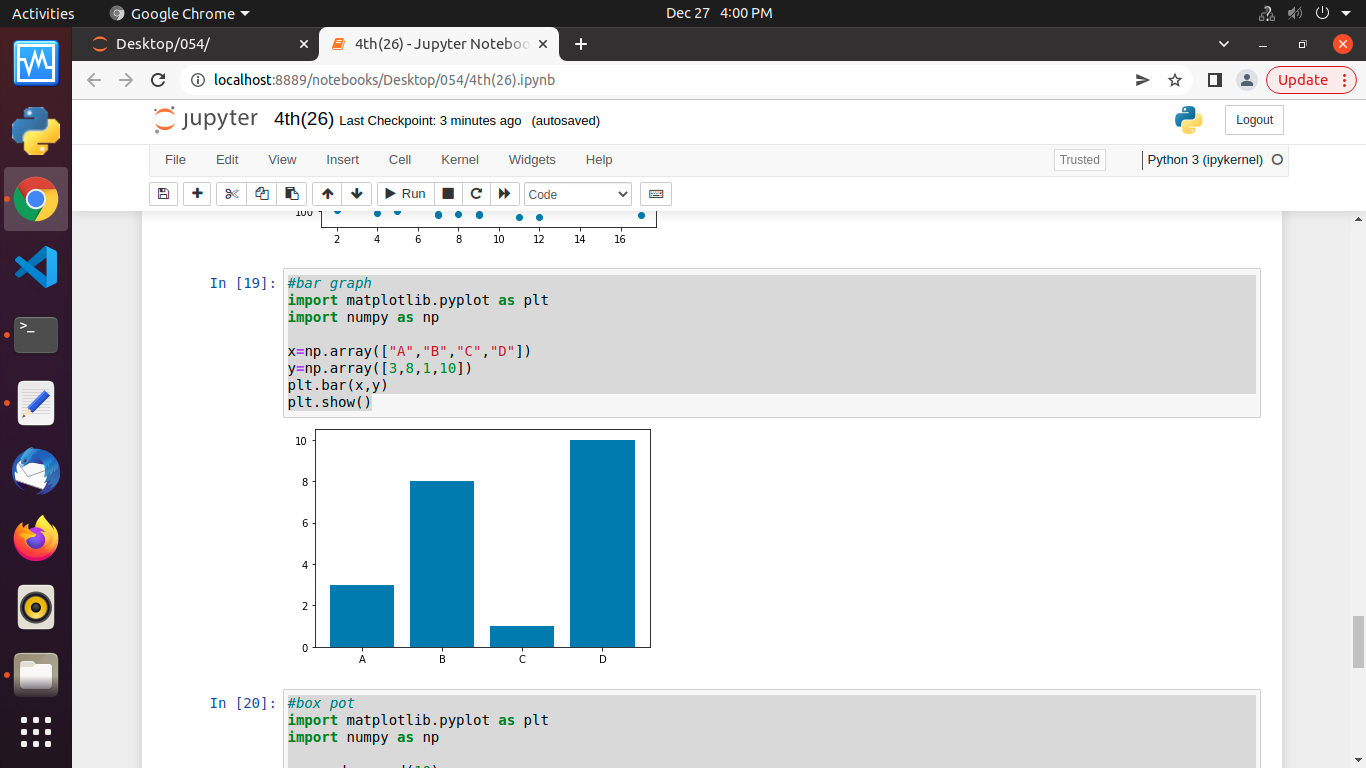 Activities
Google Chrome
Dec 27 4:00 PM
Desktop/054/
4th(26) - Jupyter Noteboo
localhost:8889/notebooks/Desktop/054/4th(26).ipynb
Update
jupyter
4th(26) Last Checkpoint: 3 minutes ago (autosaved)
Logout
File Edit View Insert Cell Kernel Widgets Help
Trusted
Python 3 (ipykernel)
Run
Code
100
2 4 6 8 10 12 14 16
In [19]:
#bar graph
import matplotlib.pyplot as plt
import numpy as np
x=np.array(["A","B","C","D"])
y=np.array([3,8,1,10])
plt.bar(x,y)
plt.show()
10
8
6
4
2
0
A B C D
In [20]:
#box pot
import matplotlib.pyplot as plt
import numpy as np